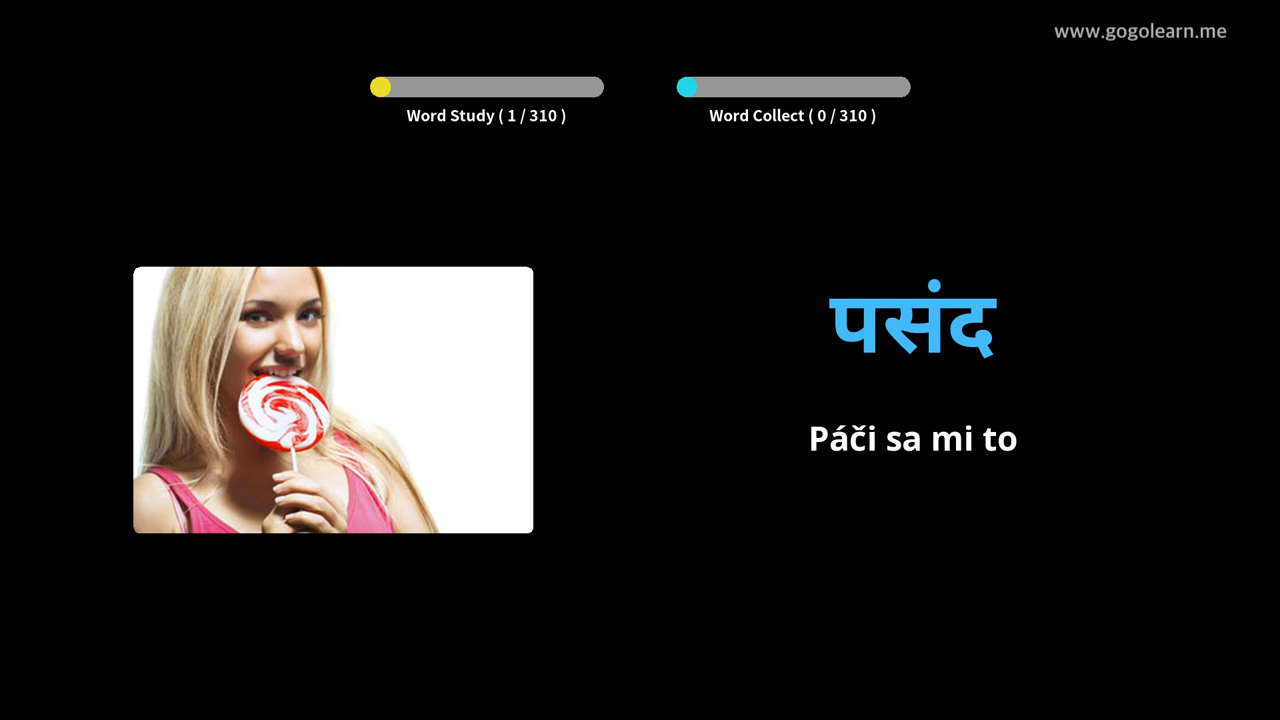 www.gogolearn.me
Word Study ( 1 / 310 )
Word Collect ( 0 / 310 )
पसंद
Páči sa mi to